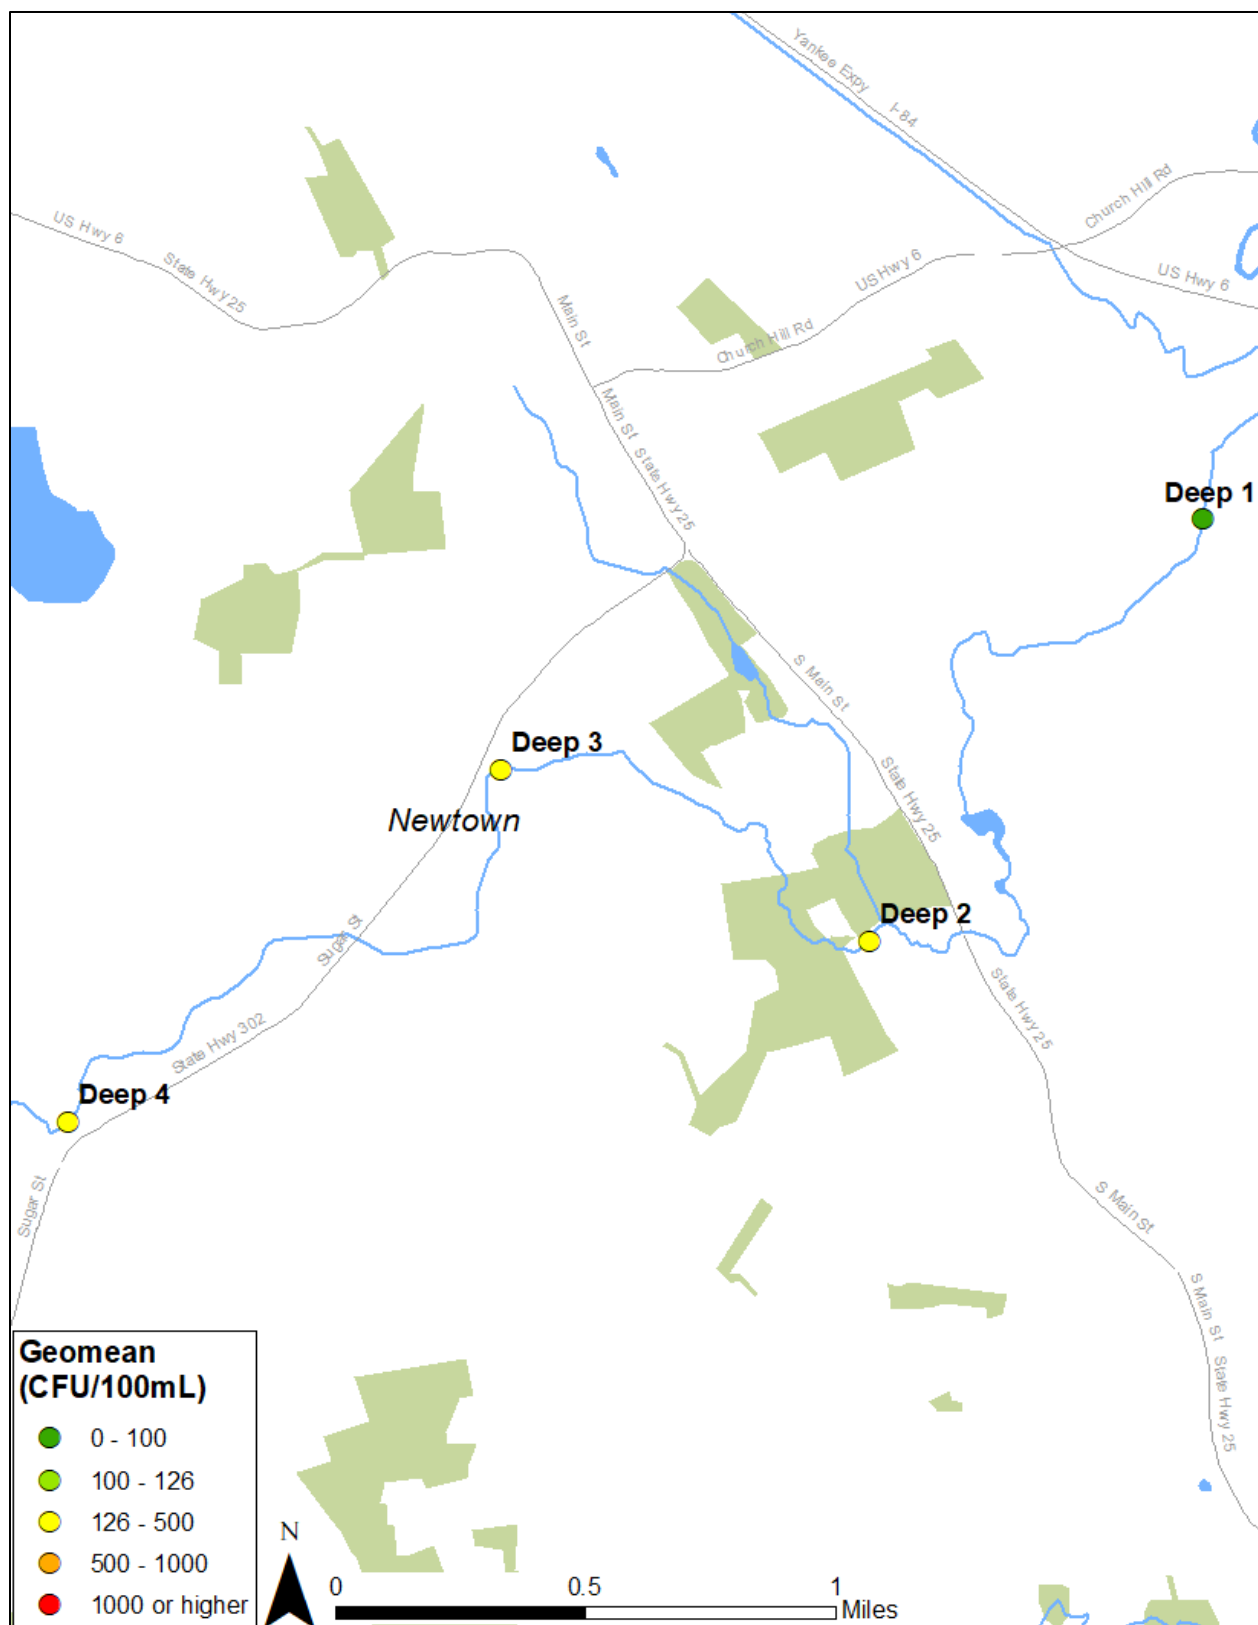 Yankee Expy
I-84
Church Hill Rd
US Hwy 6
State Hwy 25
US Hwy 6
US Hwy 6
Main St
Church Hill Rd
Main St
State Hwy 25
Deep 1
S Main St
Deep 3
State Hwy 25
Newtown
Deep 2
Sugar St
State Hwy 25
State Hwy 302
Deep 4
Sugar St
S Main St
S Main St
State Hwy 25
Geomean
(CFU/100mL)
0 - 100
100 - 126
126 - 500
500 - 1000
1000 or higher
N
0 0.5 1
Miles